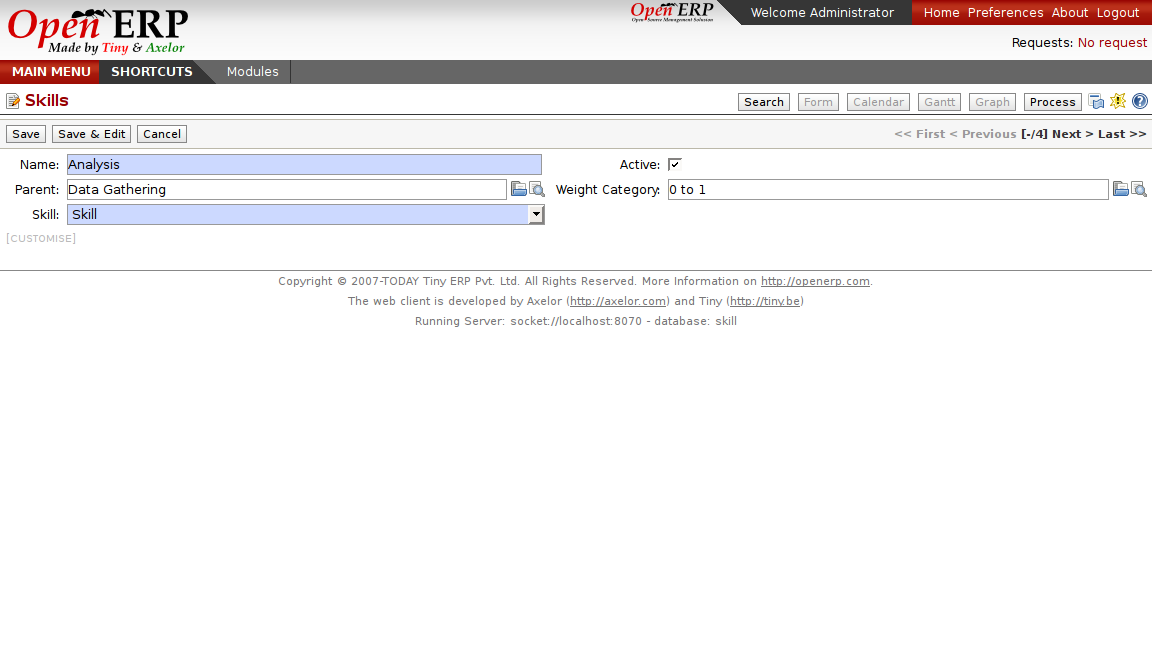 Open ERP
Made by Tiny & Axelor
Open ERP
Open Source Management Solution
Welcome Administrator
Home Preferences About Logout
Requests: No request
MAIN MENU SHORTCUTS Modules
Skills
Search Form Calendar Gantt Graph Process
Save Save & Edit Cancel
<< First < Previous [-/4] Next > Last >>
Name: Analysis Active:
Parent: Data Gathering Weight Category: 0 to 1
Skill: Skill
[CUSTOMISE]
Copyright © 2007-TODAY Tiny ERP Pvt. Ltd. All Rights Reserved. More Information on http://openerp.com.
The web client is developed by Axelor (http://axelor.com) and Tiny (http://tiny.be)
Running Server: socket://localhost:8070 - database: skill